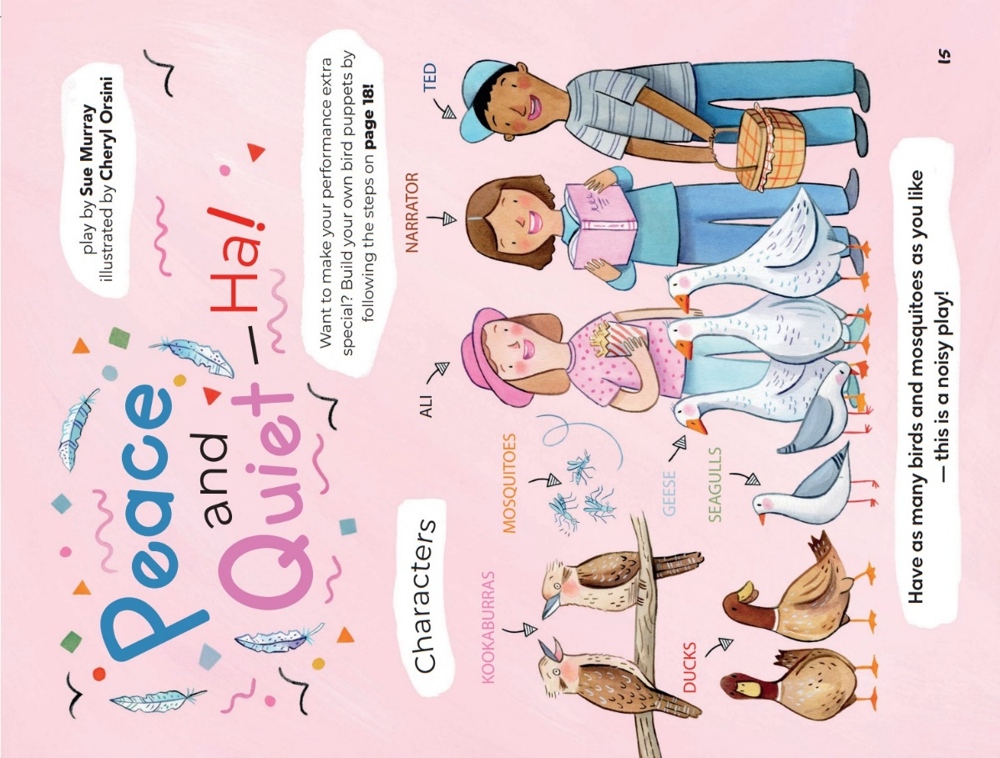 Peace
and
Quiet — Ha!
play by Sue Murray
illustrated by Cheryl Orsini
Want to make your performance extra
special? Build your own bird puppets by
following the steps on page 18!
Characters
KOOKABURRAS
MOSQUITOES
ALI
NARRATOR
TED
DUCKS
SEAGULLS
GEESE
Have as many birds and mosquitoes as you like
— this is a noisy play!
15